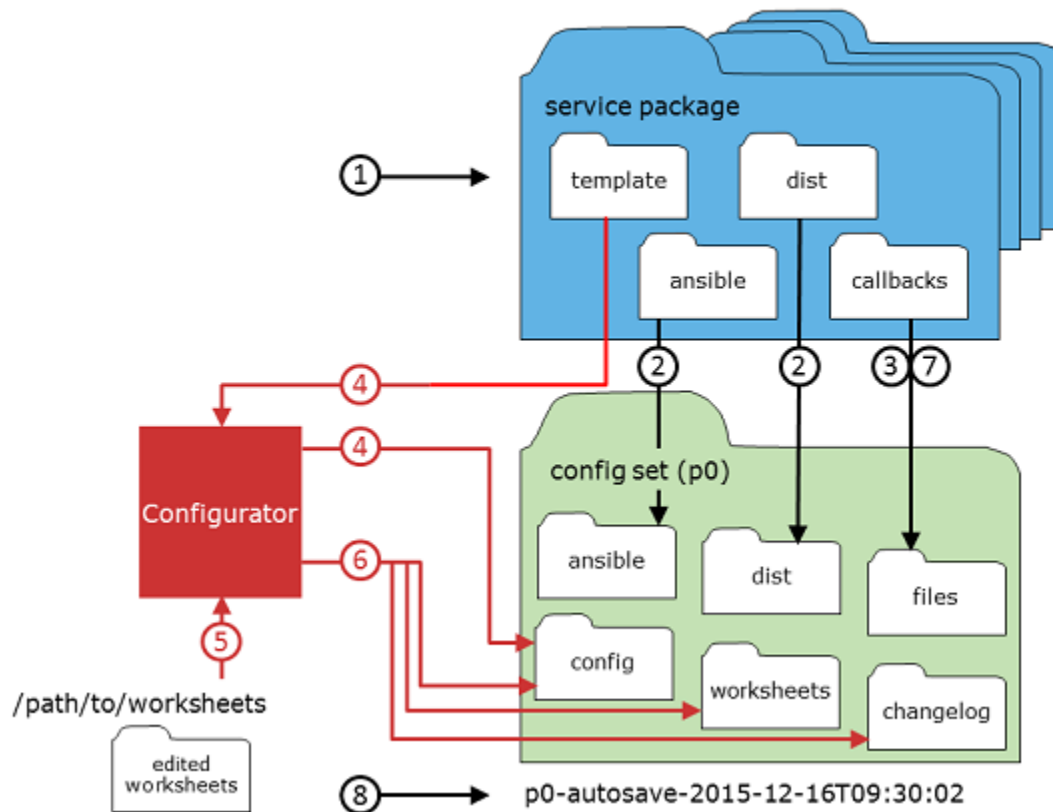 service package
1
template
dist
ansible
callbacks
2
2
3
7
4
4
config set (p0)
Configurator
ansible
dist
files
6
5
config
worksheets
changelog
/path/to/worksheets
edited
worksheets
8
p0-autosave-2015-12-16T09:30:02